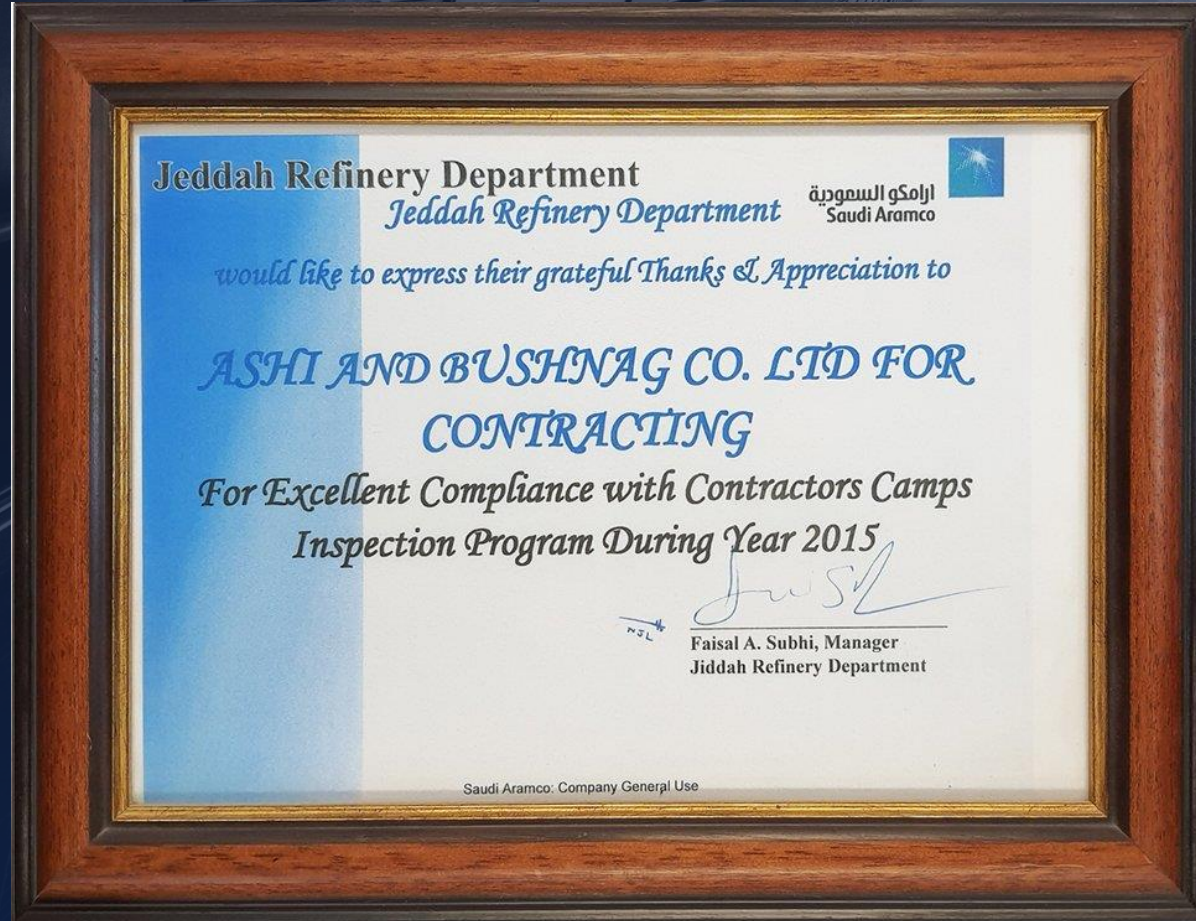 Jeddah Refinery Department
Jeddah Refinery Department
ارامكو السعودية
Saudi Aramco
would like to express their grateful Thanks & Appreciation to
ASHI AND BUSHNAG CO. LTD FOR
CONTRACTING
For Excellent Compliance with Contractors Camps
Inspection Program During Year 2015
Faisal A. Subhi, Manager
Jiddah Refinery Department
Saudi Aramco: Company General Use